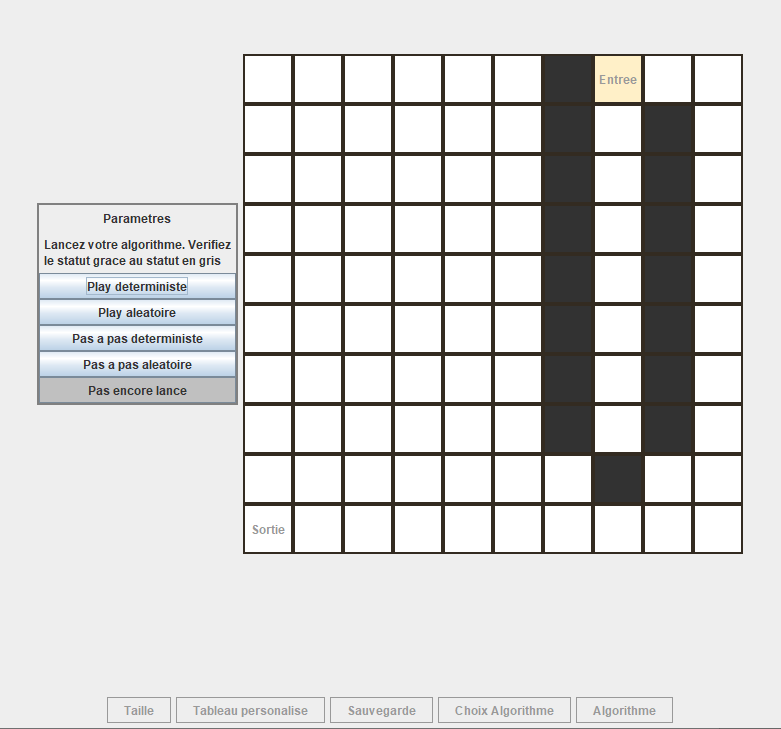 Entree
Parametres
Lancez votre algorithme. Verifiez
le statut grace au statut en gris
Play deterministe
Play aleatoire
Pas a pas deterministe
Pas a pas aleatoire
Pas encore lance
Sortie
Taille
Tableau personalise
Sauvegarde
Choix Algorithme
Algorithme